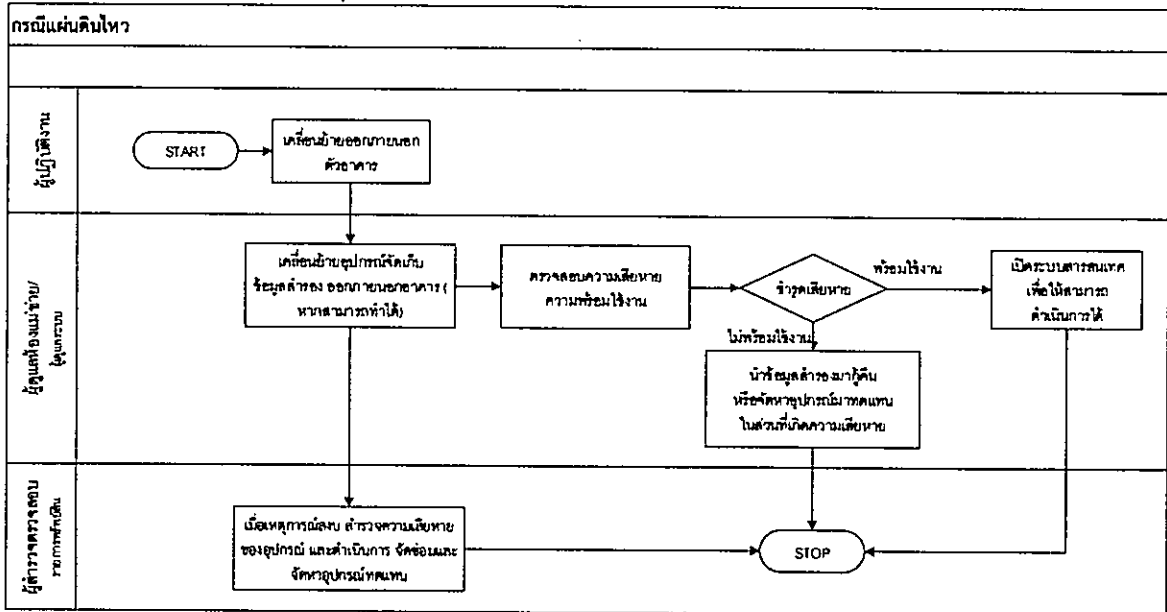 กรณีแผ่นดินไหว
ผู้ปฏิบัติงาน
START
เคลื่อนย้ายออกภายนอก
ตัวอาคาร
ผู้ดูแลห้องแม่ข่าย/
ผู้ดูแลระบบ
เคลื่อนย้ายอุปกรณ์จัดเก็บ
ข้อมูลสำรอง ออกภายนอกอาคาร (
หากสามารถทำได้)
ตรวจสอบความเสียหาย
ความพร้อมใช้งาน
ชำรุดเสียหาย
พร้อมใช้งาน
เปิดระบบสารสนเทศ
เพื่อให้สามารถ
ดำเนินการได้
ไม่พร้อมใช้งาน
นำข้อมูลสำรองมากู้คืน
หรือจัดหาอุปกรณ์มาทดแทน
ในส่วนที่เกิดความเสียหาย
ผู้สำรวจตรวจสอบ
รายการทรัพย์สิน
เมื่อเหตุการณ์สงบ สำรวจความเสียหาย
ของอุปกรณ์ และดำเนินการ จัดซ่อมและ
จัดหาอุปกรณ์ทดแทน
STOP